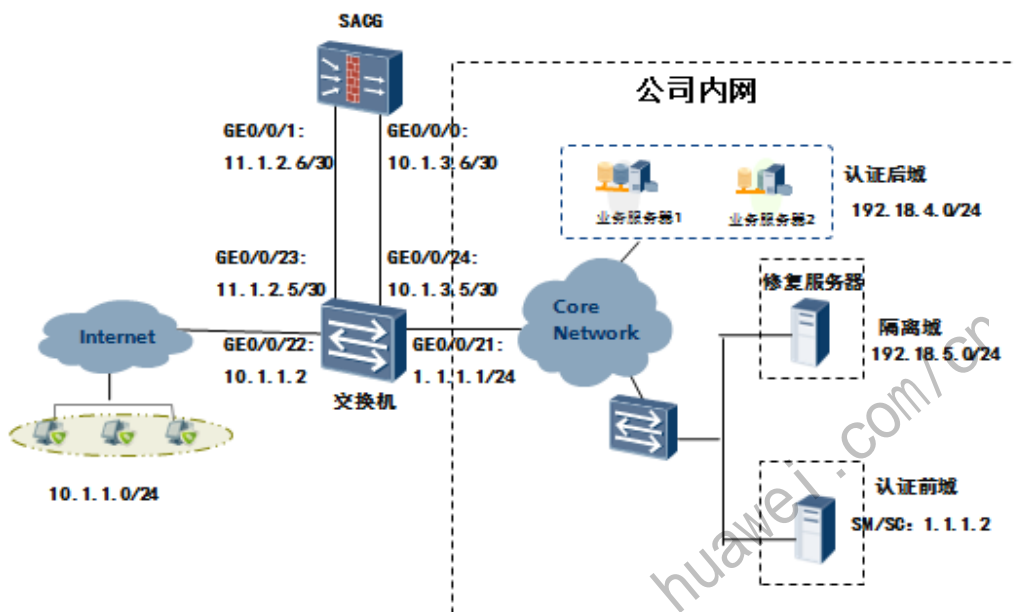 SACG
公司内网
GE0/0/1:
11.1.2.6/30
GE0/0/0:
10.1.3.6/30
认证后域
192.18.4.0/24
业务服务器1
业务服务器2
GE0/0/23:
11.1.2.5/30
GE0/0/24:
10.1.3.5/30
修复服务器
隔离域
192.18.5.0/24
Internet
Core
Network
GE0/0/22:
10.1.1.2
GE0/0/21:
1.1.1.1/24
交换机
10.1.1.0/24
认证前域
SM/SC: 1.1.1.2
huawei.com/cn